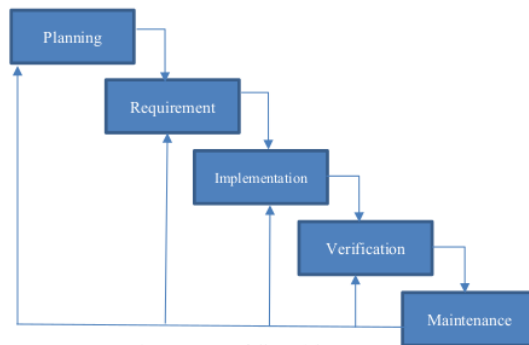 Planning
Requirement
Implementation
Verification
Maintenance